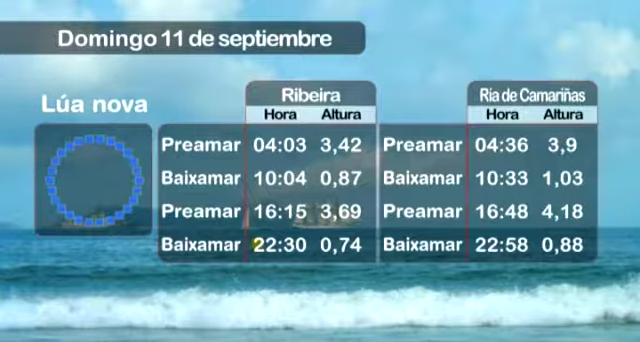 Domingo 11 de septiembre
Lúa nova
Ribeira Ría de Camariñas
Hora Altura Hora Altura
Preamar 04:03 3,42 Preamar 04:36 3,9
Baixamar 10:04 0,87 Baixamar 10:33 1,03
Preamar 16:15 3,69 Preamar 16:48 4,18
Baixamar 22:30 0,74 Baixamar 22:58 0,88